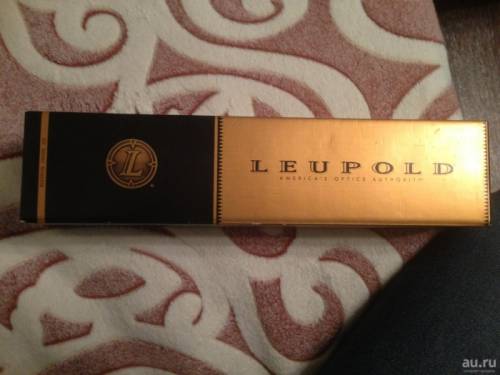 L
LEUPOLD
AMERICA'S OPTICS AUTHORITY
au.ru